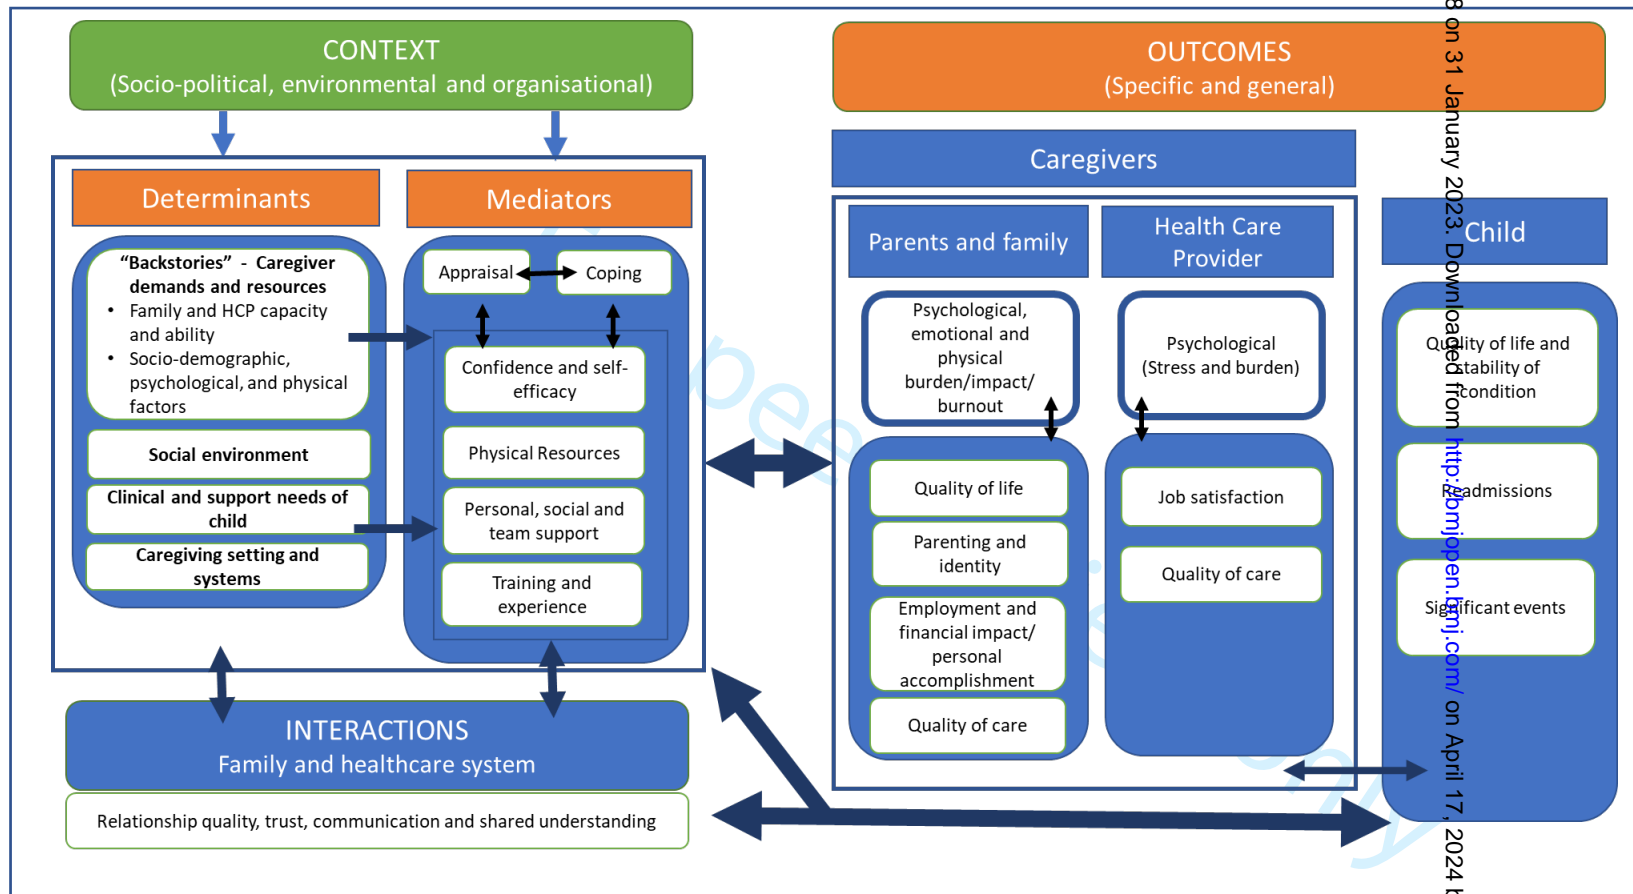 CONTEXT
(Socio-political, environmental and organisational)
Determinants
Mediators
“Backstories” - Caregiver
demands and resources
• Family and HCP capacity
and ability
• Socio-demographic,
psychological, and physical
factors
Social environment
Clinical and support needs of
child
Caregiving setting and
systems
Appraisal
Coping
Confidence and self-
efficacy
Physical Resources
Personal, social and
team support
Training and
experience
INTERACTIONS
Family and healthcare system
Relationship quality, trust, communication and shared understanding
OUTCOMES
(Specific and general)
Caregivers
Parents and family
Psychological,
emotional and
physical
burden/impact/
burnout
Quality of life
Parenting and
identity
Employment and
financial impact/
personal
accomplishment
Quality of care
Health Care
Provider
Psychological
(Stress and burden)
Job satisfaction
Quality of care
Child
Quality of life and
stability of
condition
Readmissions
Significant events
8 on 31 January 2023. Downloaded from http://bmjopen.bmj.com/ on April 17, 2024 b
only